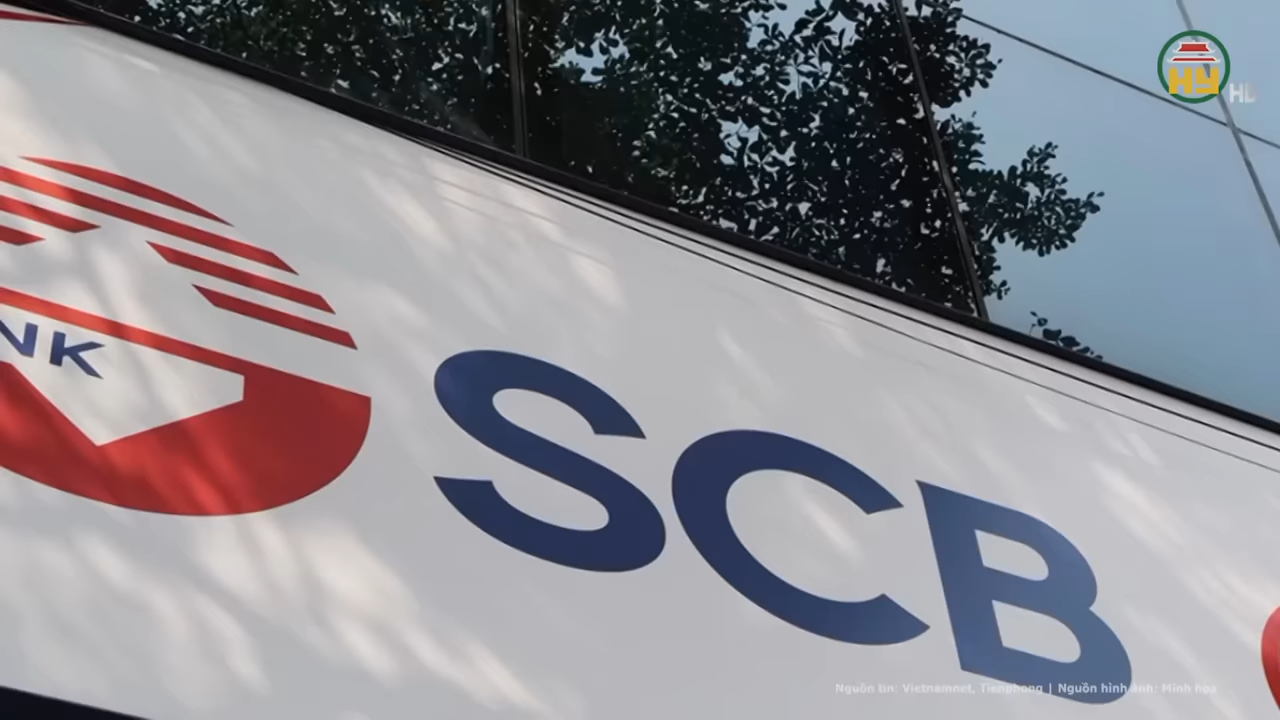 HY
HD
NK
SCB
Nguồn tin: Vietnamnet, Tienphong | Nguồn hình ảnh: Minh họa